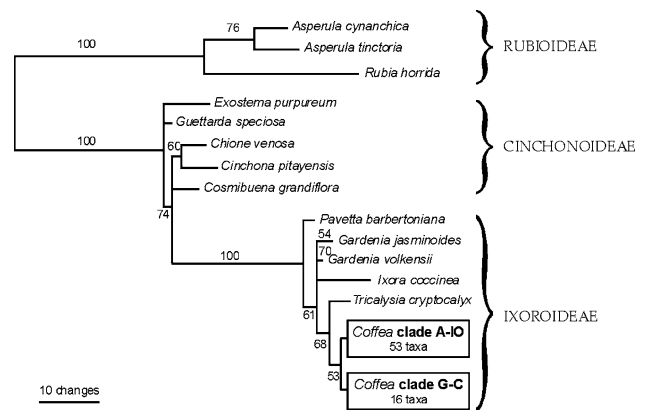 76
Asperula cynanchica
100
Asperula tinctoria
RUBIOIDEAE
Rubia horrida
Exostema purpureum
Guettarda speciosa
100
60
Chione venosa
CINCHONOIDEAE
Cinchona pitayensis
Cosmibuena grandiflora
74
Pavetta barbertoniana
54
Gardenia jasminoides
100
70
Gardenia volkensii
Ixora coccinea
Tricalysia cryptocalyx
61
IXOROIDEAE
Coffea clade A-IO
53 taxa
68
53
Coffea clade G-C
16 taxa
10 changes